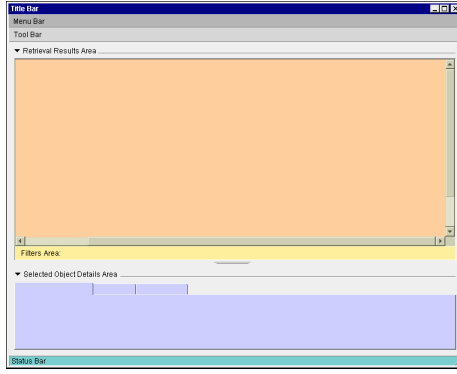 Title Bar
Menu Bar
Tool Bar
Retrieval Results Area
Filters Area:
Selected Object Details Area
Status Bar